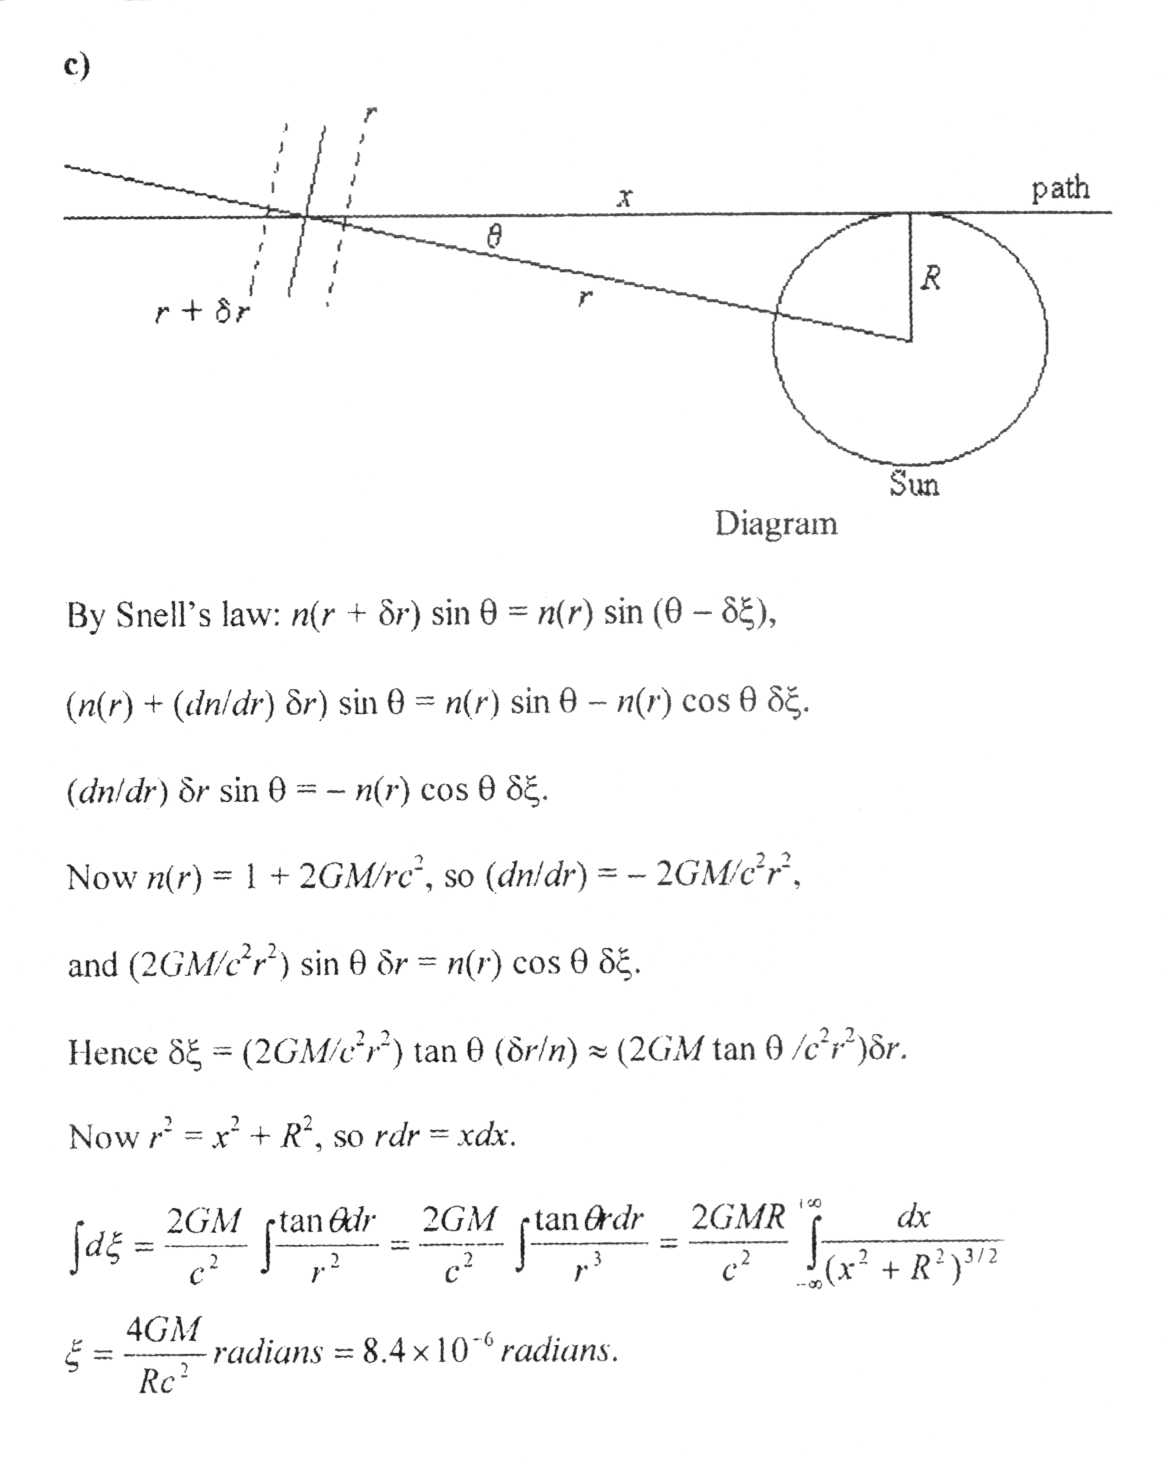 c)
r
x
path
θ
R
r
r + δr
Sun
Diagram
By Snell's law: n(r + δr) sin θ = n(r) sin (θ – δξ),
(n(r) + (dn/dr) δr) sin θ = n(r) sin θ – n(r) cos θ δξ.
(dn/dr) δr sin θ = – n(r) cos θ δξ.
Now n(r) = 1 + 2GM/rc², so (dn/dr) = – 2GM/c²r²,
and (2GM/c²r²) sin θ δr = n(r) cos θ δξ.
Hence δξ = (2GM/c²r²) tan θ (δr/n) ≈ (2GM tan θ /c²r²)δr.
Now r² = x² + R², so rdr = xdx.
∫dξ = 2GM/c² ∫ tan θdr/r² = 2GM/c² ∫ tan θrdr/r³ = 2GMR/c² ∫_{-∞}^{+∞} dx/(x² + R²)^{3/2}
ξ = 4GM/Rc² radians = 8.4 × 10⁻⁶ radians.